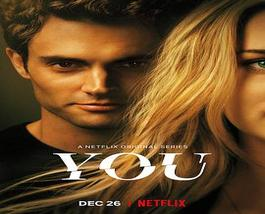 A NETFLIX ORIGINAL SERIES
YOU
DEC 26 | NETFLIX